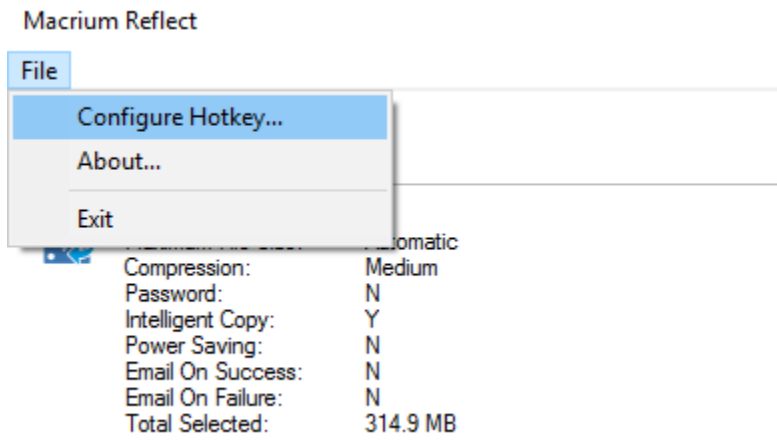 Macrium Reflect
File
Configure Hotkey...
About...
Exit
Compression: Medium
Password: N
Intelligent Copy: Y
Power Saving: N
Email On Success: N
Email On Failure: N
Total Selected: 314.9 MB